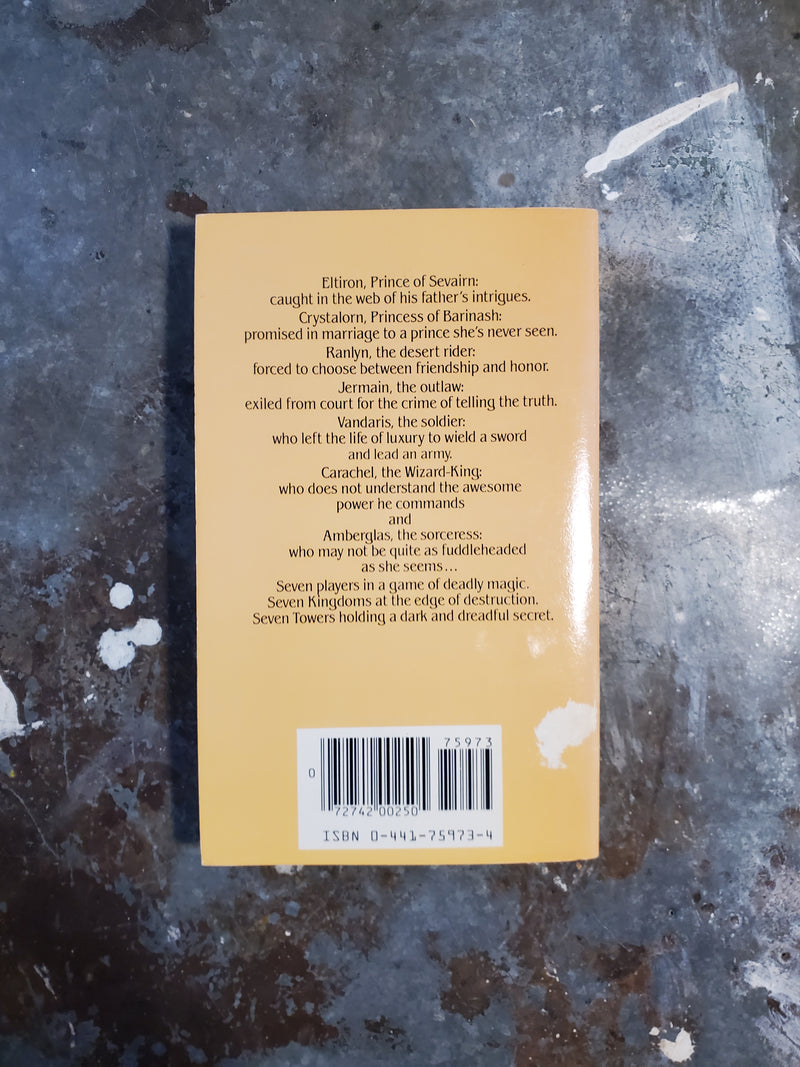 Eltiron, Prince of Sevairn:
caught in the web of his father's intrigues.
Crystalorn, Princess of Barinash:
promised in marriage to a prince she's never seen.
Ranlyn, the desert rider:
forced to choose between friendship and honor.
Jermain, the outlaw:
exiled from court for the crime of telling the truth.
Vandaris, the soldier:
who left the life of luxury to wield a sword
and lead an army.
Carachel, the Wizard-King:
who does not understand the awesome
power he commands
and
Amberglas, the sorceress:
who may not be quite as fuddleheaded
as she seems...
Seven players in a game of deadly magic.
Seven Kingdoms at the edge of destruction.
Seven Towers holding a dark and dreadful secret.
75973
0
72742 00250
ISBN 0-441-75973-4